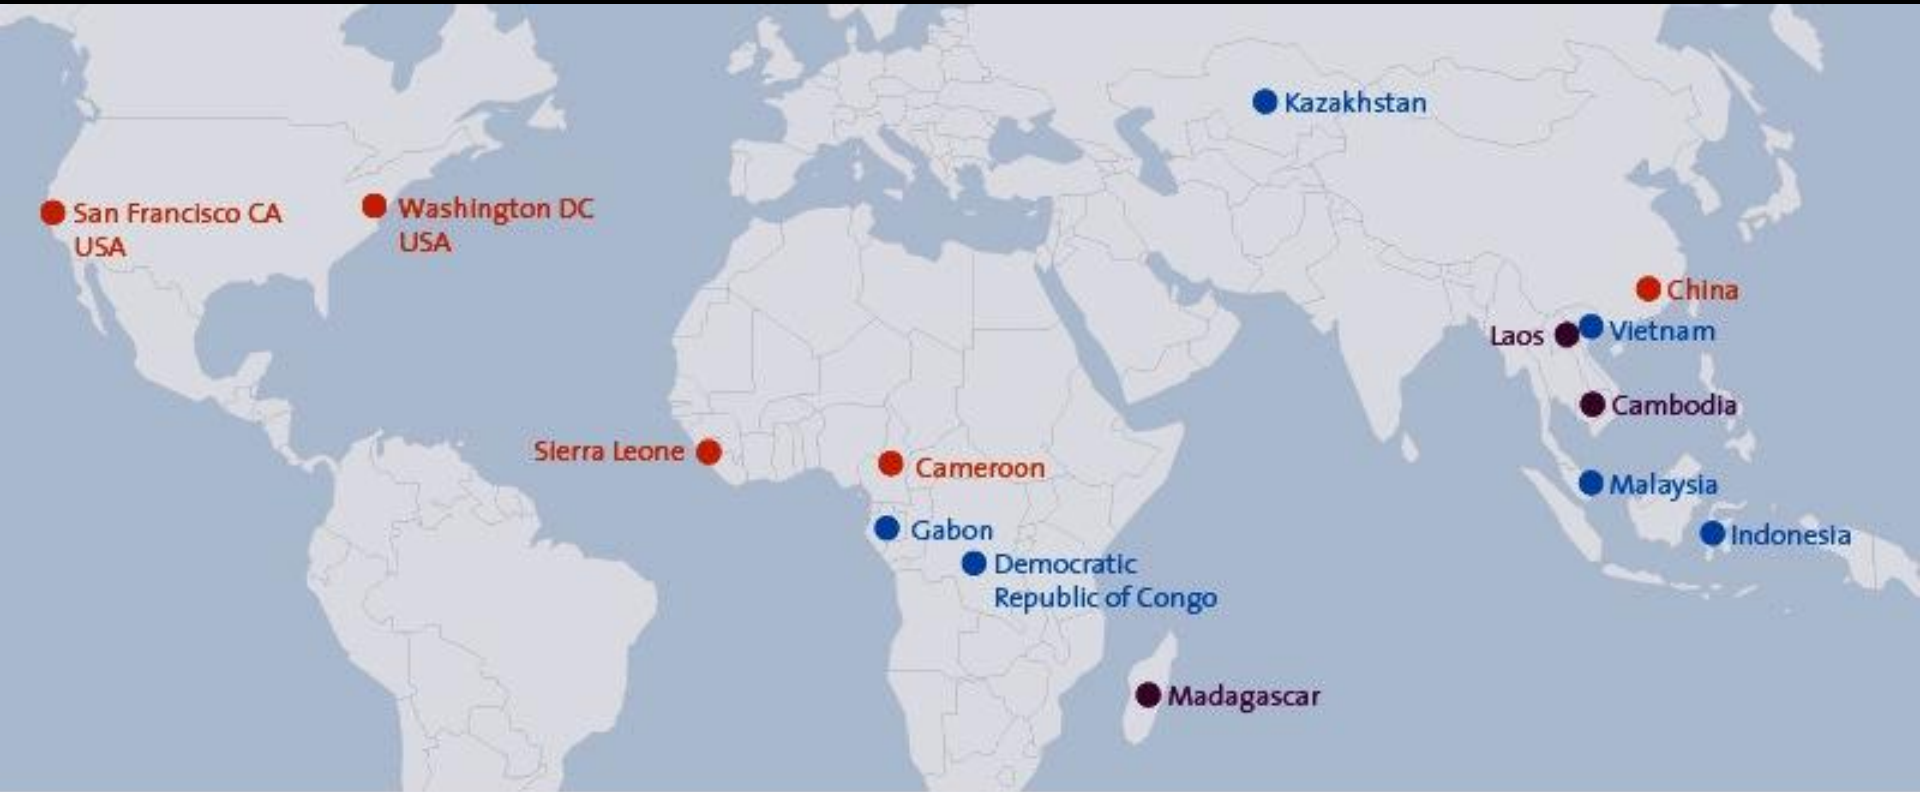 Kazakhstan
San Francisco CA
USA
Washington DC
USA
China
Laos
Vietnam
Cambodia
Sierra Leone
Cameroon
Malaysia
Gabon
Indonesia
Democratic
Republic of Congo
Madagascar